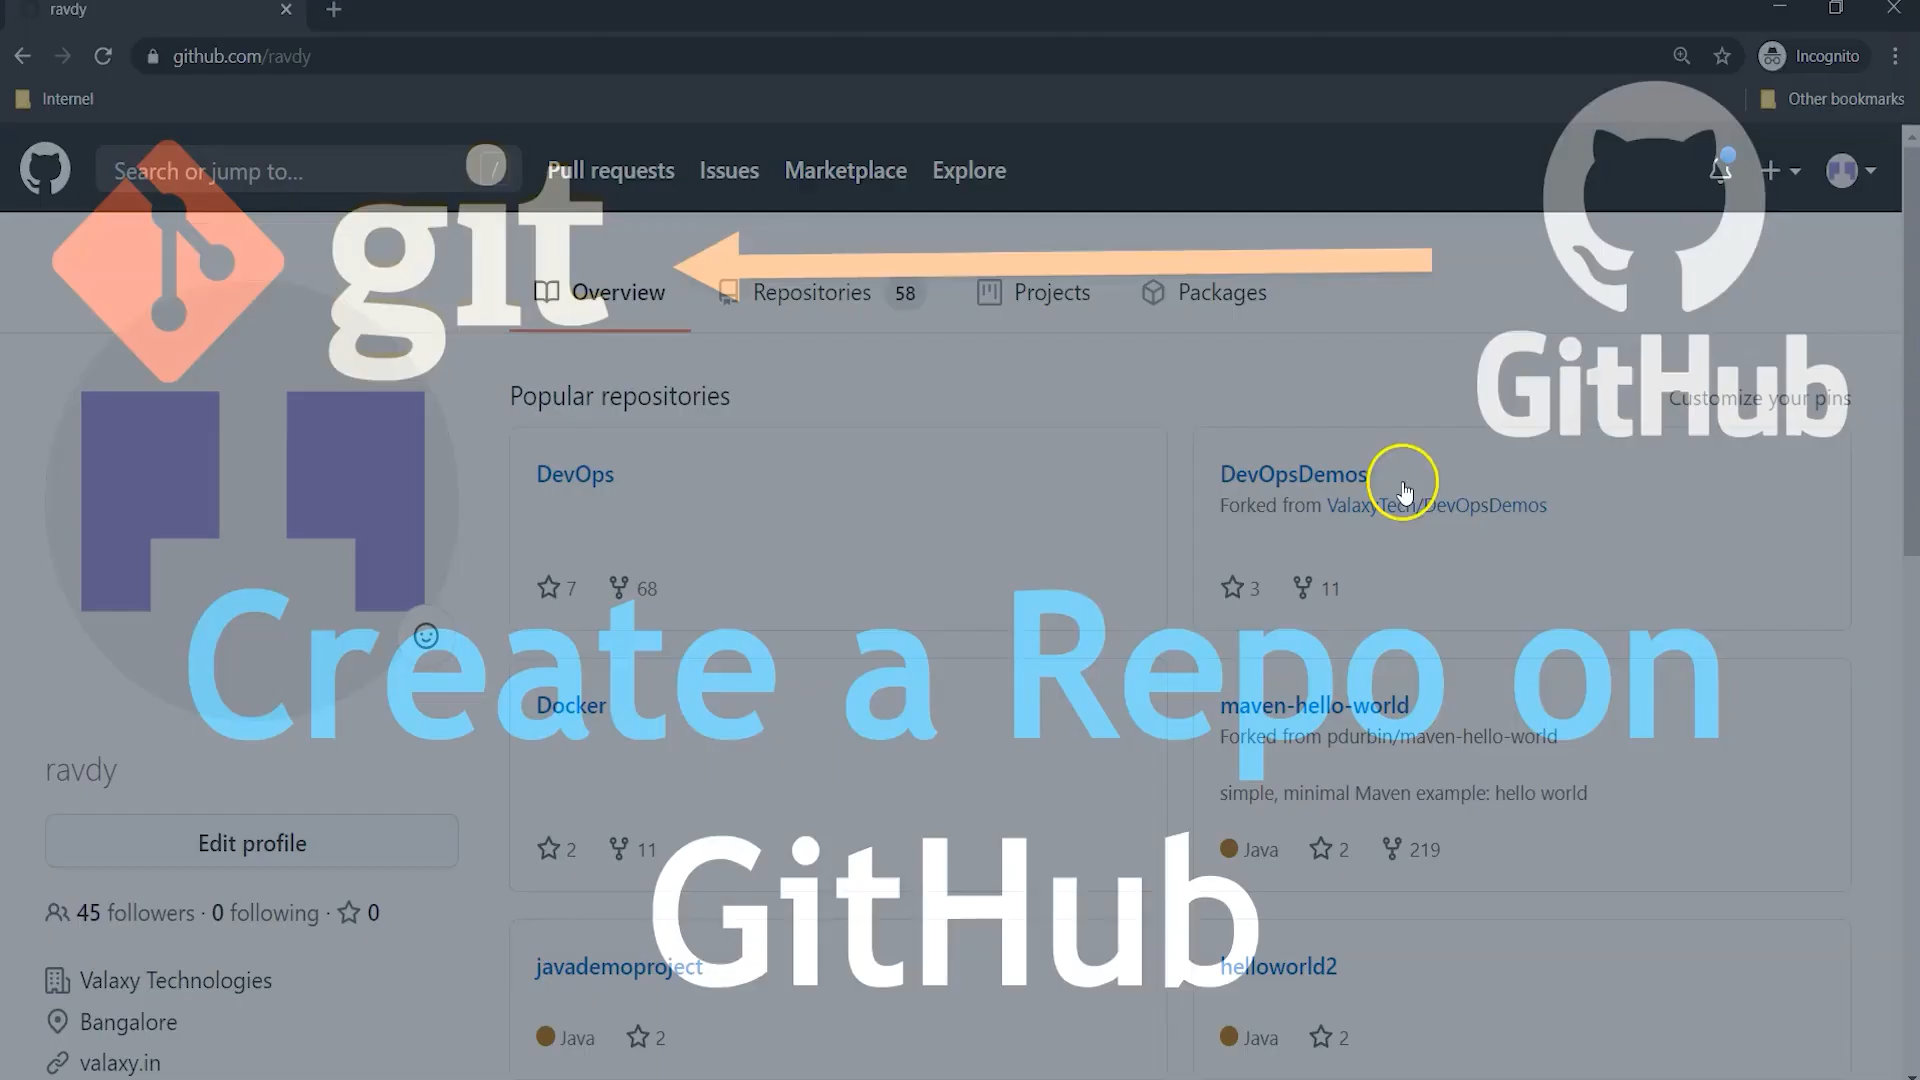 ravdy
github.com/ravdy
Incognito
Internet
Other bookmarks
Search or jump to...
/
Pull requests
Issues
Marketplace
Explore
git
GitHub
Overview
Repositories 58
Projects
Packages
Popular repositories
Customize your pins
DevOps
7 68
DevOpsDemos
Forked from ValaxyTech/DevOpsDemos
3 11
Create a Repo on
GitHub
Docker
2 11
maven-hello-world
Forked from pdurbin/maven-hello-world
simple, minimal Maven example: hello world
Java 2 219
javademoproject
Java 2
helloworld2
Java 2
ravdy
Edit profile
45 followers · 0 following · 0
Valaxy Technologies
Bangalore
valaxy.in